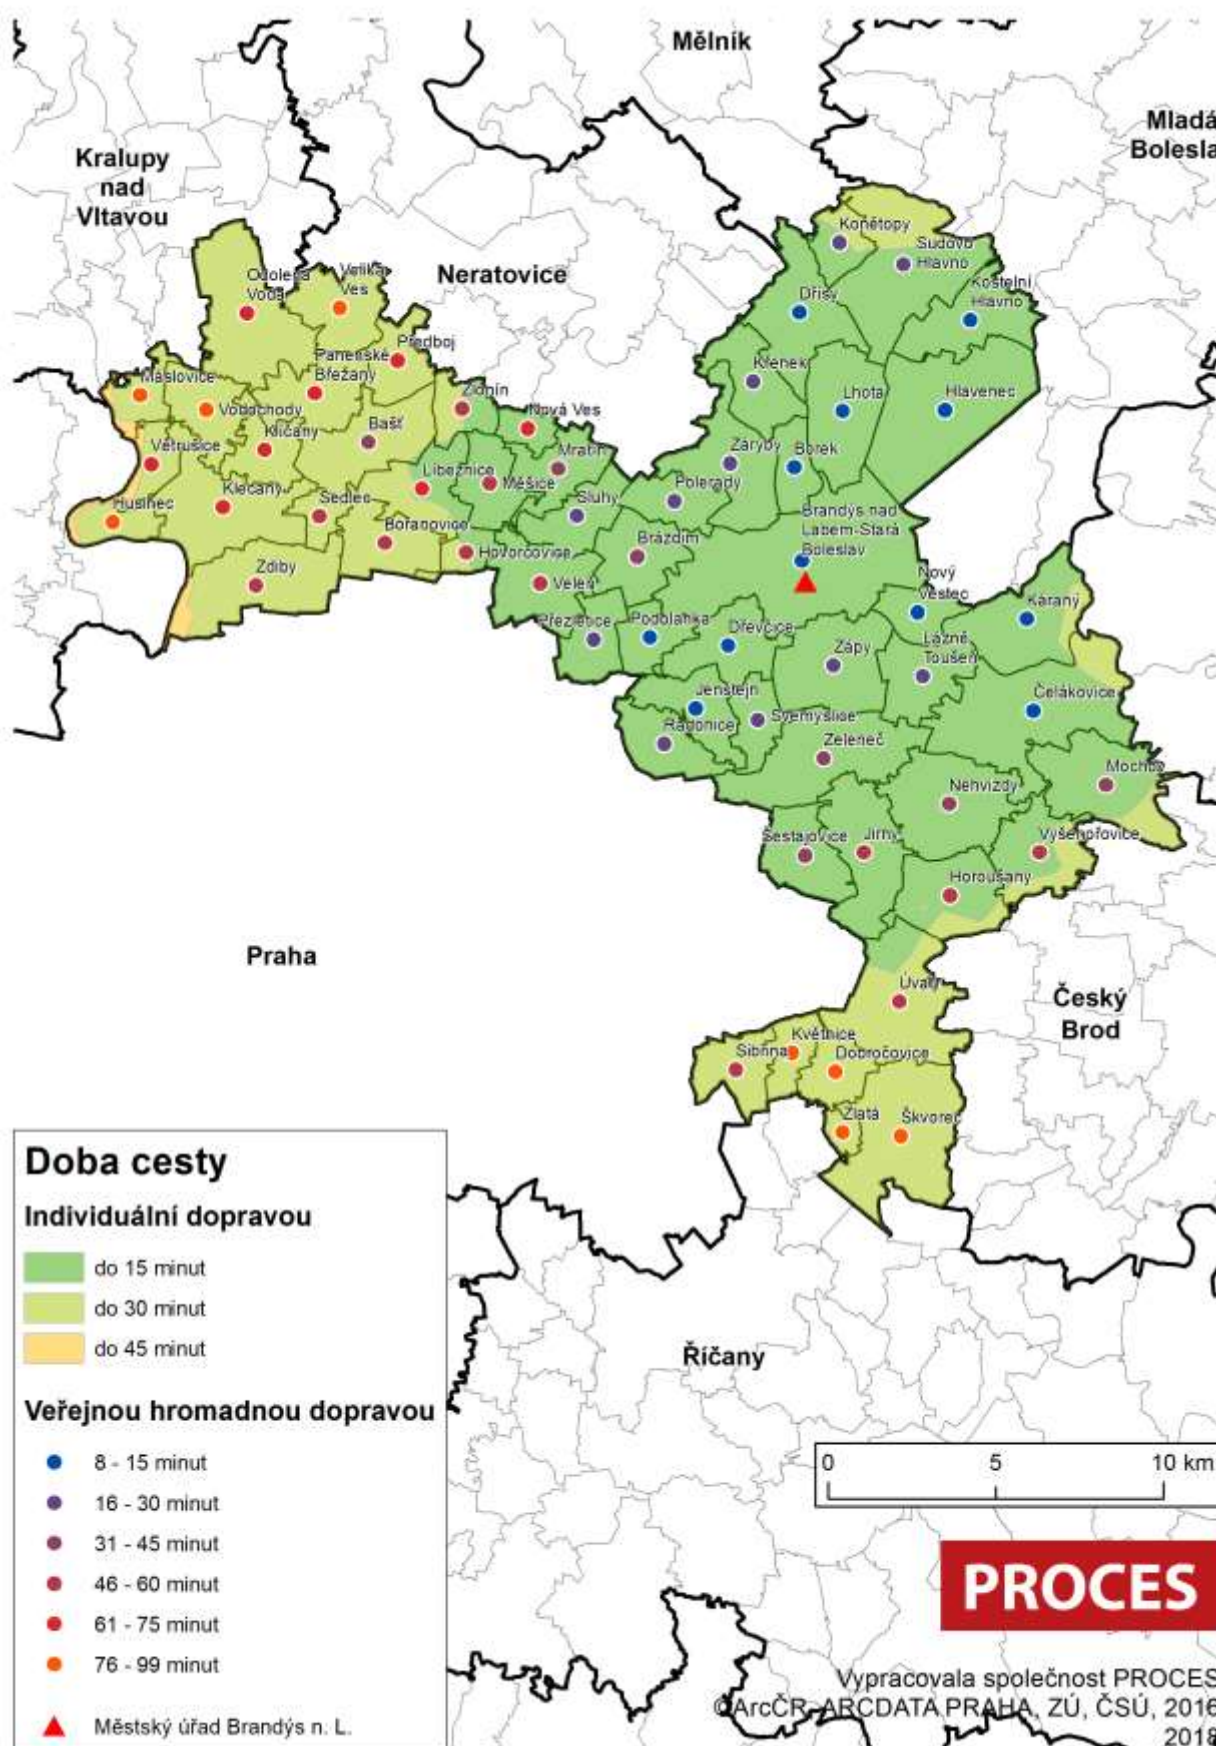 Mělník
Mladá
Bolesla
Kralupy
nad
Vltavou
Neratovice
Konětopy
Sudovo
Hlavno
Kostelní
Hlavno
Dřísy
Odolena
Voda
Veliká
Ves
Předboj
Panenské
Břežany
Křenek
Lhota
Hlavenec
Máslovice
Vodochody
Zlonín
Nová Ves
Větrušice
Klíčany
Bašť
Líbeznice
Měšice
Mratín
Záryby
Borek
Polerady
Husinec
Klecany
Sedlec
Bořanovice
Hovorčovice
Sluhy
Brázdim
Brandýs nad
Labem-Stará
Boleslav
Zdiby
Veleň
Nový
Vestec
Káraný
Přezletice
Podolanka
Dřevčice
Zápy
Lázně
Toušeň
Čelákovice
Jenštejn
Svémyslice
Radonice
Zeleneč
Mochov
Nehvizdy
Šestajovice
Jirny
Vyšehořovice
Horoušany
Praha
Úvaly
Český
Brod
Květnice
Sibřina
Dobročovice
Zlatá
Škvorec
Říčany
Doba cesty
Individuální dopravou
do 15 minut
do 30 minut
do 45 minut
Veřejnou hromadnou dopravou
8 - 15 minut
16 - 30 minut
31 - 45 minut
46 - 60 minut
61 - 75 minut
76 - 99 minut
Městský úřad Brandýs n. L.
0 5 10 km
PROCES
Vypracovala společnost PROCES
©ArcČR, ARCDATA PRAHA, ZÚ, ČSÚ, 2016
2018